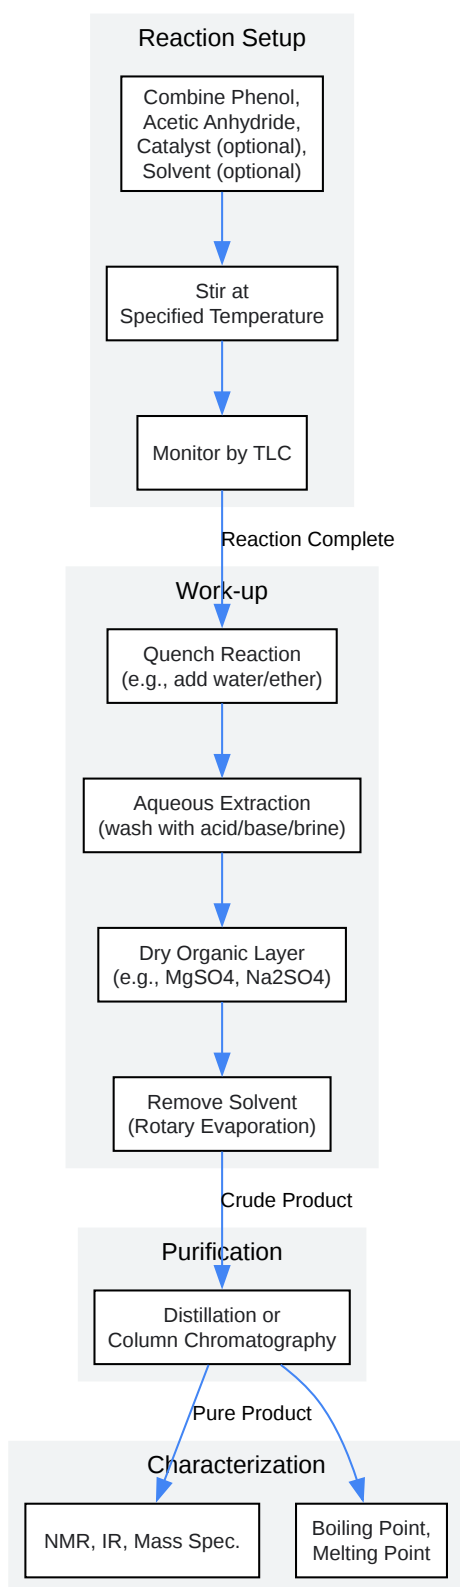 Reaction Setup
Combine Phenol,
Acetic Anhydride,
Catalyst (optional),
Solvent (optional)
Stir at
Specified Temperature
Monitor by TLC
Reaction Complete
Work-up
Quench Reaction
(e.g., add water/ether)
Aqueous Extraction
(wash with acid/base/brine)
Dry Organic Layer
(e.g., MgSO4, Na2SO4)
Remove Solvent
(Rotary Evaporation)
Crude Product
Purification
Distillation or
Column Chromatography
Pure Product
Characterization
NMR, IR, Mass Spec.
Boiling Point,
Melting Point